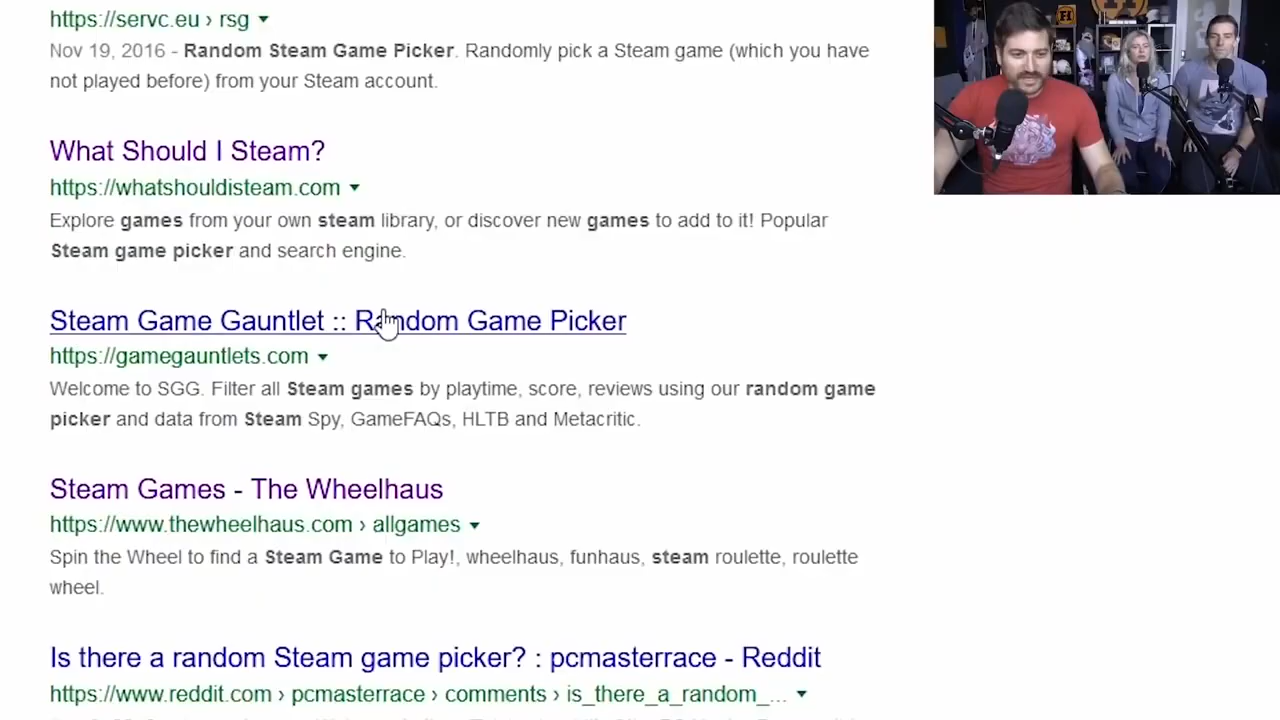 https://servc.eu › rsg
Nov 19, 2016 - Random Steam Game Picker. Randomly pick a Steam game (which you have
not played before) from your Steam account.
What Should I Steam?
https://whatshouldisteam.com
Explore games from your own steam library, or discover new games to add to it! Popular
Steam game picker and search engine.
Steam Game Gauntlet :: Random Game Picker
https://gamegauntlets.com
Welcome to SGG. Filter all Steam games by playtime, score, reviews using our random game
picker and data from Steam Spy, GameFAQs, HLTB and Metacritic.
Steam Games - The Wheelhaus
https://www.thewheelhaus.com › allgames
Spin the Wheel to find a Steam Game to Play!, wheelhaus, funhaus, steam roulette, roulette
wheel.
Is there a random Steam game picker? : pcmasterrace - Reddit
https://www.reddit.com › pcmasterrace › comments › is_there_a_random_...